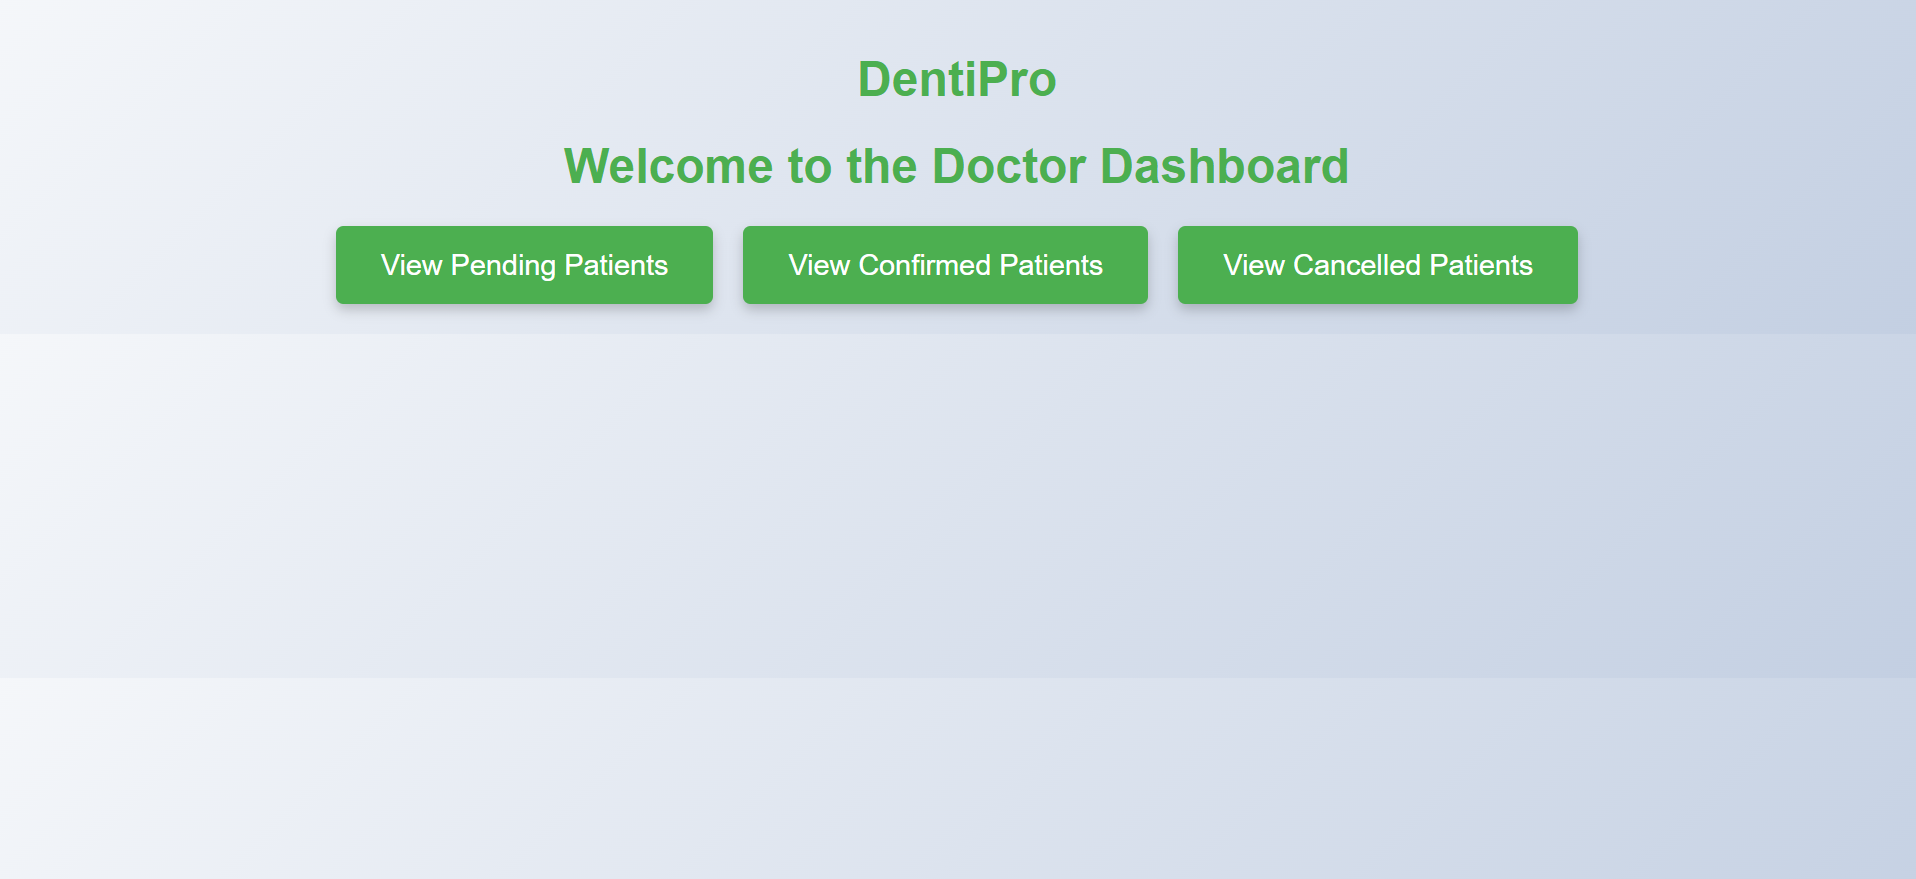 DentiPro
Welcome to the Doctor Dashboard
View Pending Patients
View Confirmed Patients
View Cancelled Patients